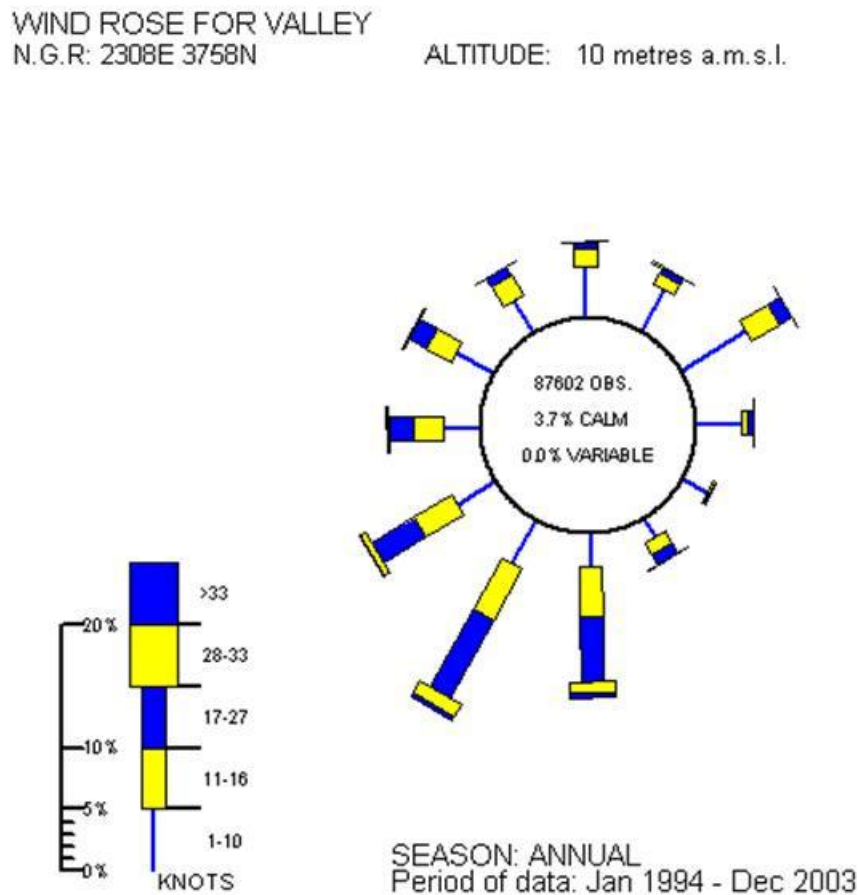 WIND ROSE FOR VALLEY
N.G.R: 2308E 3758N
ALTITUDE: 10 metres a.m.s.l.
87602 OBS.
3.7% CALM
0.0% VARIABLE
>33
20%
28-33
17-27
10%
11-16
5%
1-10
0%
KNOTS
SEASON: ANNUAL
Period of data: Jan 1994 - Dec 2003